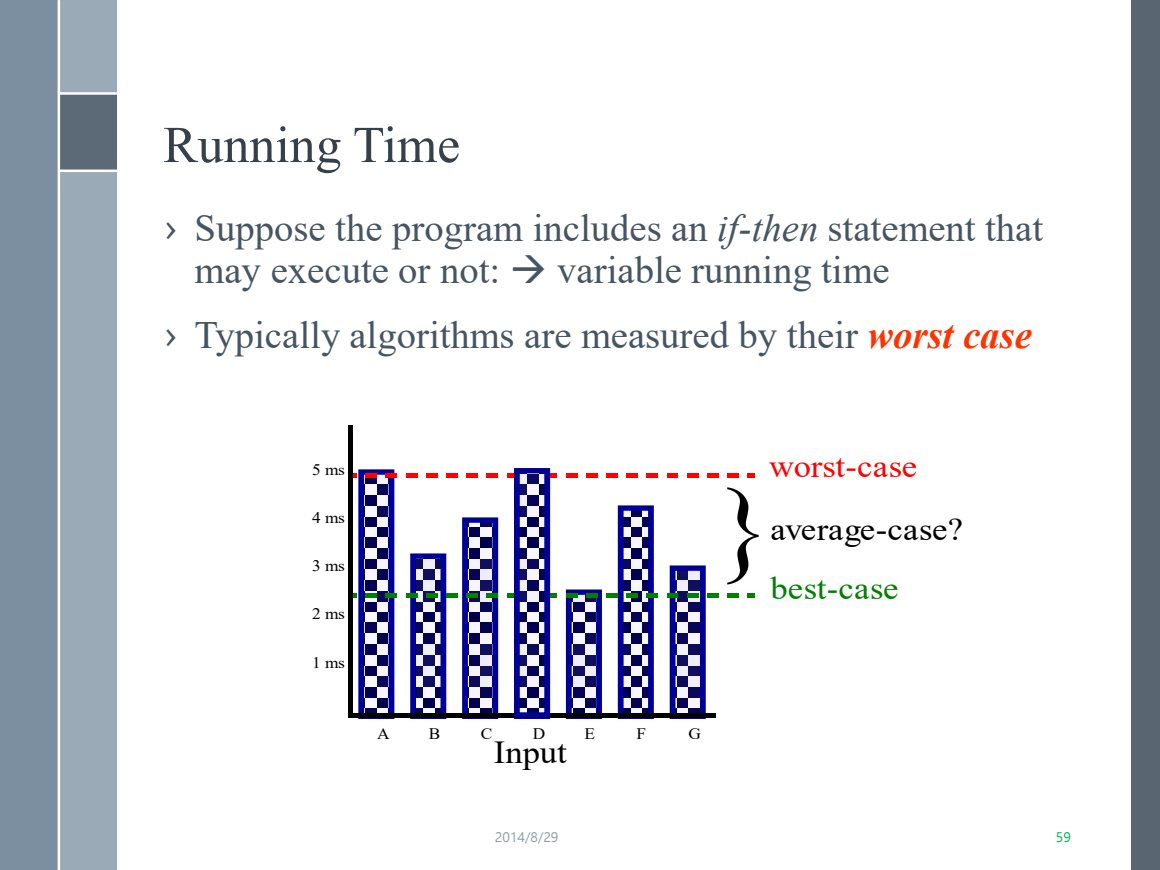 Running Time
› Suppose the program includes an if-then statement that
may execute or not: → variable running time
› Typically algorithms are measured by their worst case
5 ms
4 ms
3 ms
2 ms
1 ms
worst-case
} average-case?
best-case
A B C D E F G
Input
2014/8/29
59